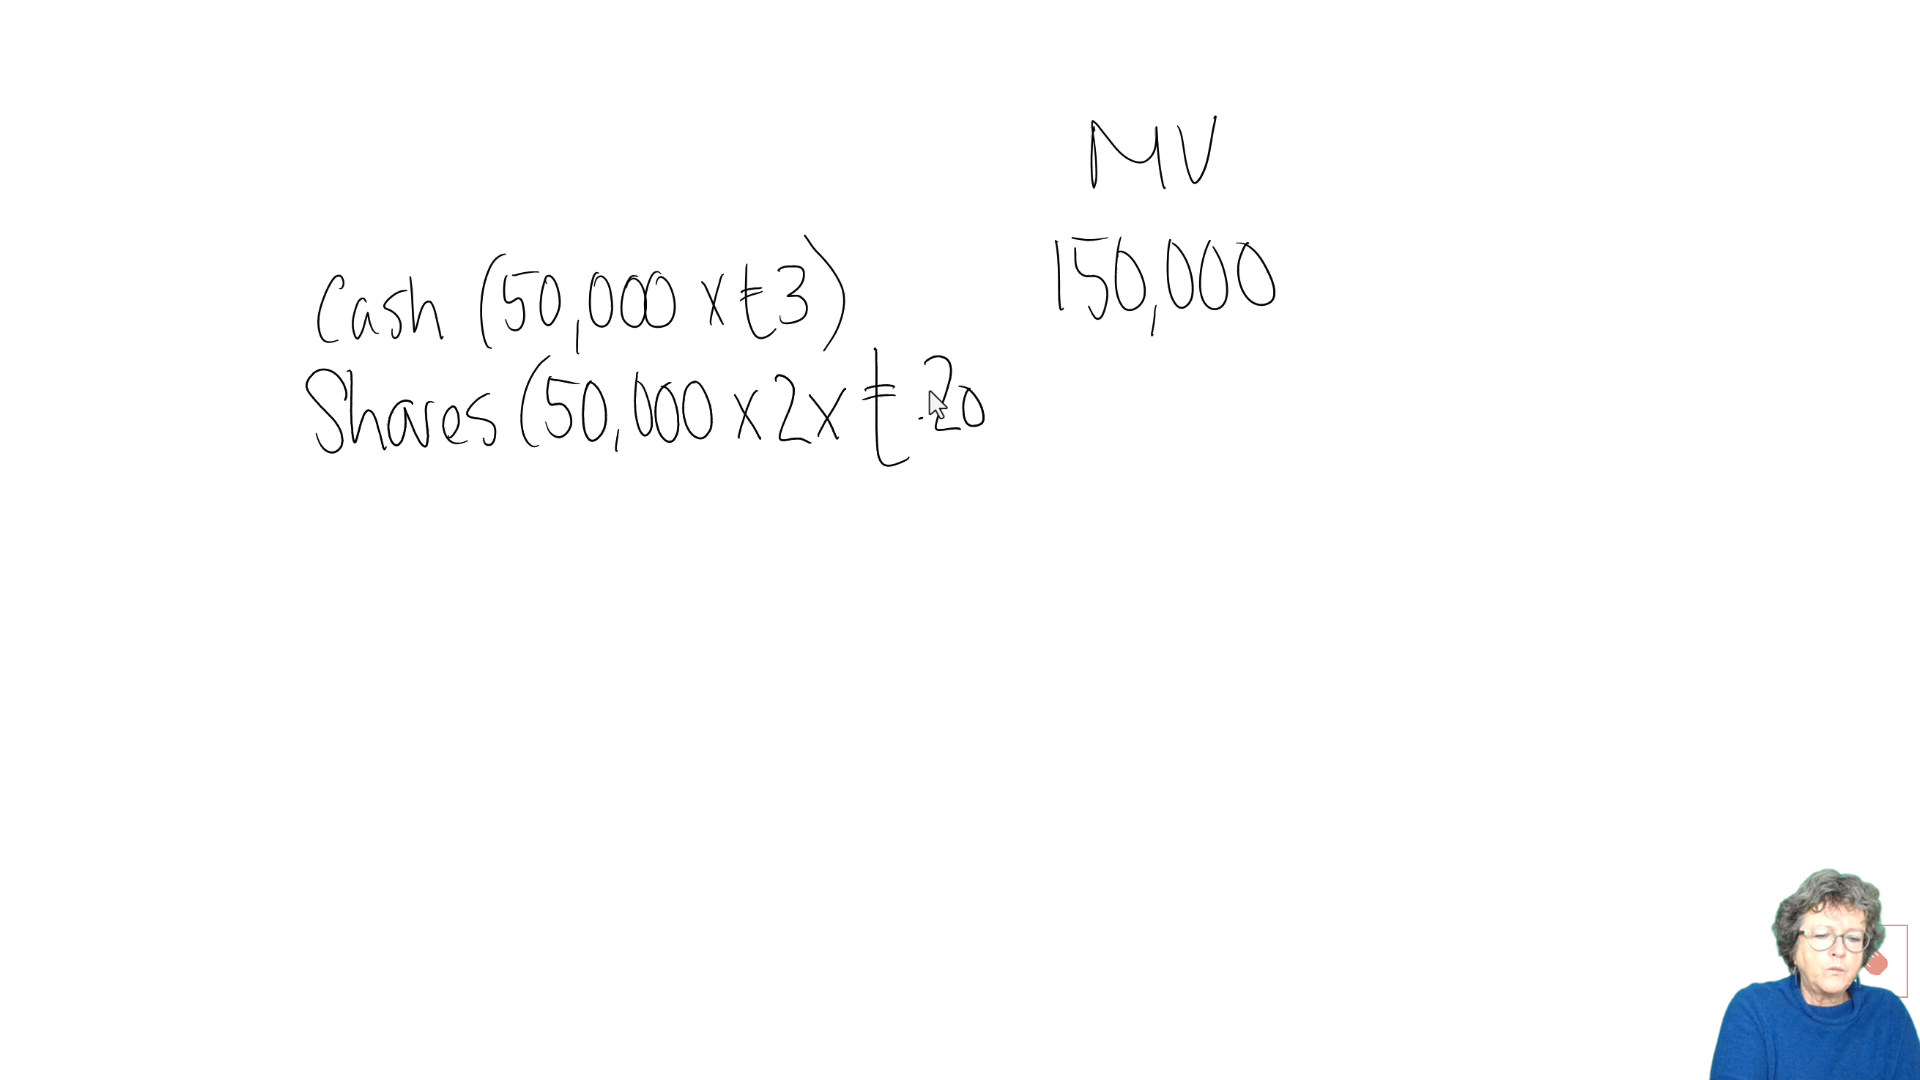 MV
Cash (50,000 x £3) 150,000
Shares (50,000 x 2 x £.20